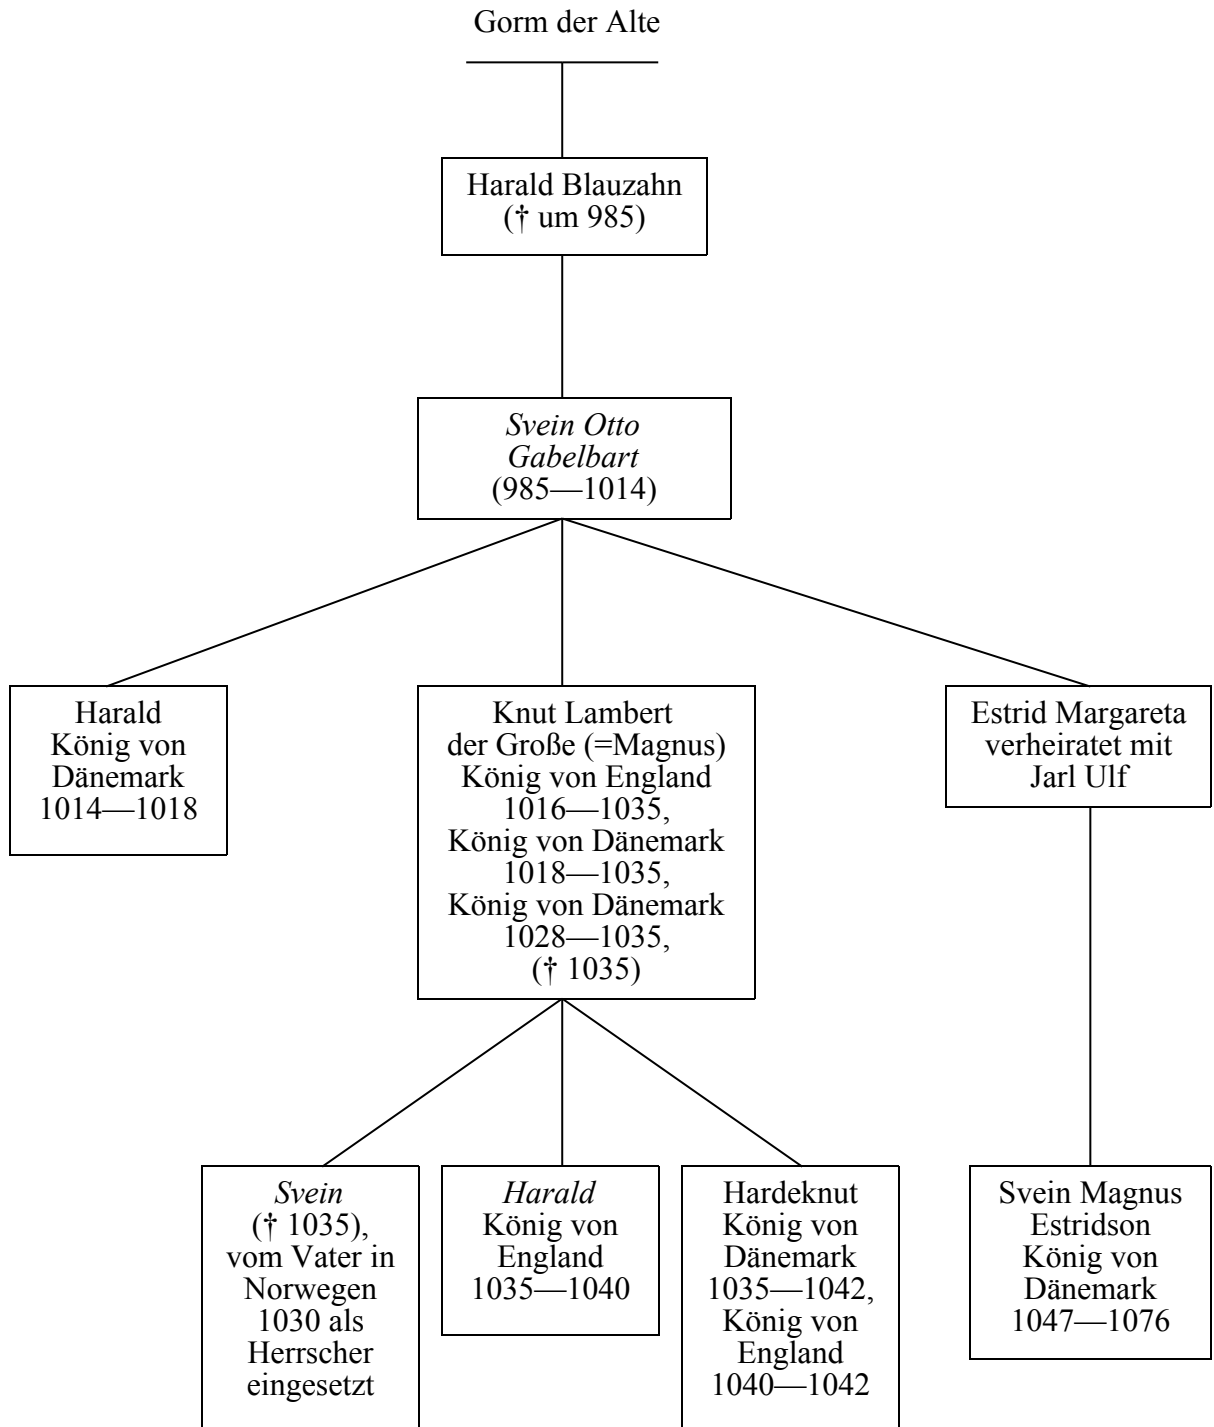 Gorm der Alte
Harald Blauzahn
(† um 985)
Svein Otto
Gabelbart
(985—1014)
Harald
König von
Dänemark
1014—1018
Knut Lambert
der Große (=Magnus)
König von England
1016—1035,
König von Dänemark
1018—1035,
König von Dänemark
1028—1035,
(† 1035)
Estrid Margareta
verheiratet mit
Jarl Ulf
Svein
(† 1035),
vom Vater in
Norwegen
1030 als
Herrscher
eingesetzt
Harald
König von
England
1035—1040
Hardeknut
König von
Dänemark
1035—1042,
König von
England
1040—1042
Svein Magnus
Estridson
König von
Dänemark
1047—1076